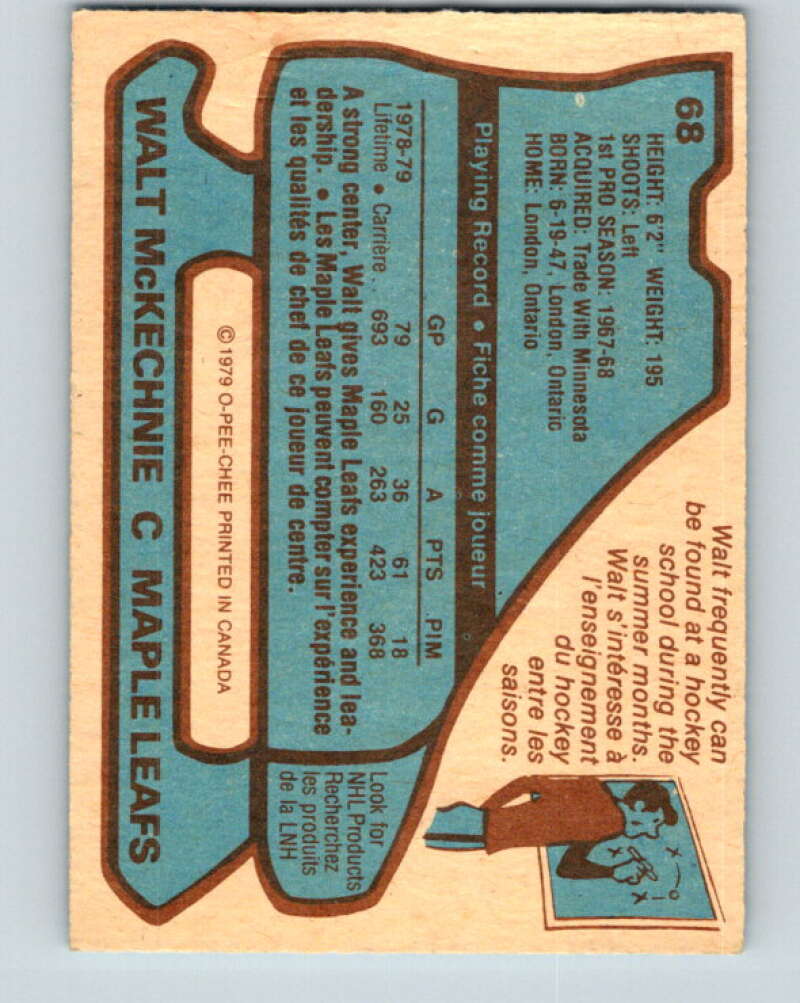 68
HEIGHT: 6'2" WEIGHT: 195
SHOOTS: Left
1st PRO SEASON: 1967-68
ACQUIRED: Trade With Minnesota
BORN: 6-19-47, London, Ontario
HOME: London, Ontario
Walt frequently can
be found at a hockey
school during the
summer months.
Walt s'intéresse à
l'enseignement
du hockey
entre les
saisons.
Playing Record • Fiche comme joueur
GP G A PTS PIM
1978-79 79 25 36 61 18
Lifetime • Carrière . . 693 160 263 423 368
A strong center, Walt gives Maple Leafs experience and lea-
dership. • Les Maple Leafs peuvent compter sur l'expérience
et les qualités de chef de ce joueur de centre.
Look for
NHL Products
Recherchez
les produits
de la LNH
© 1979 O-PEE-CHEE PRINTED IN CANADA
WALT McKECHNIE C MAPLE LEAFS